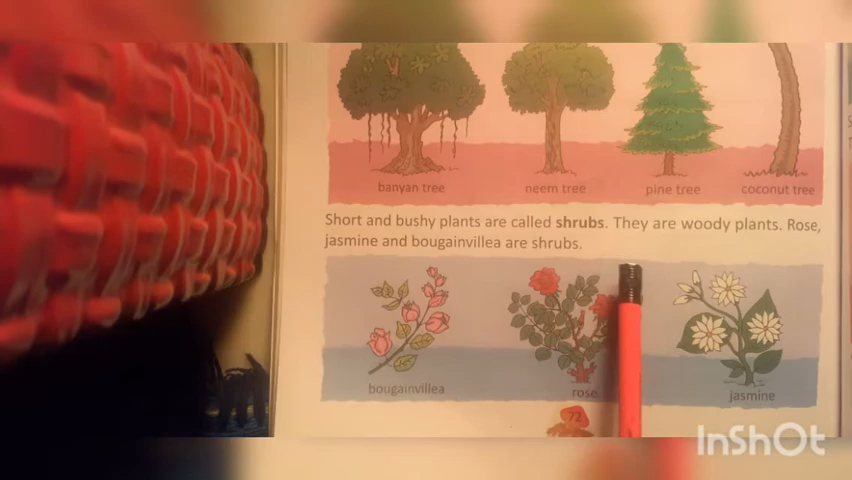 banyan tree neem tree pine tree coconut tree
Short and bushy plants are called shrubs. They are woody plants. Rose,
jasmine and bougainvillea are shrubs.
bougainvillea rose jasmine
72
InShOt